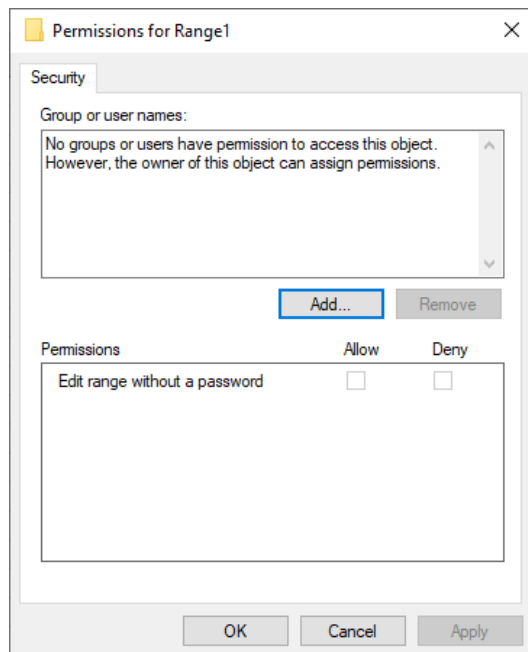 Permissions for Range1
Security
Group or user names:
No groups or users have permission to access this object.
However, the owner of this object can assign permissions.
Add...
Remove
Permissions Allow Deny
Edit range without a password
OK Cancel Apply